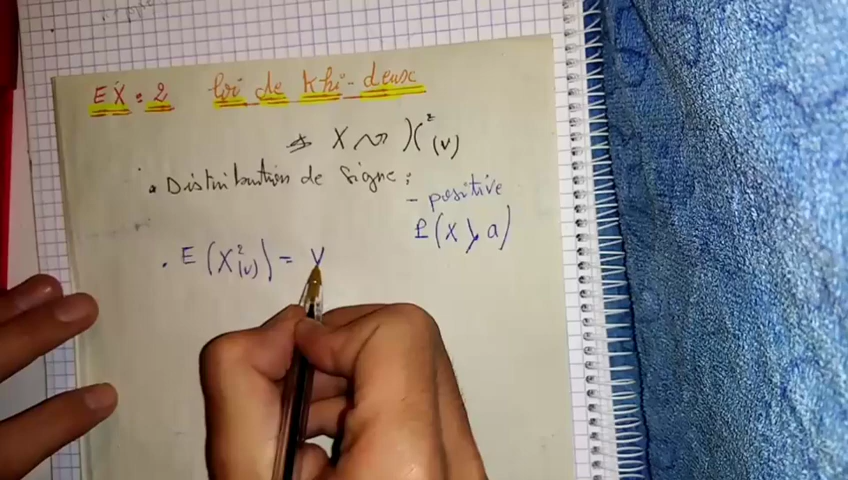 EX: 2 loi de Khi-deux
X ⇝ χ²(ν)
• Distribution de signe :
- positive
P(X > a)
• E(X²(ν)) = ν